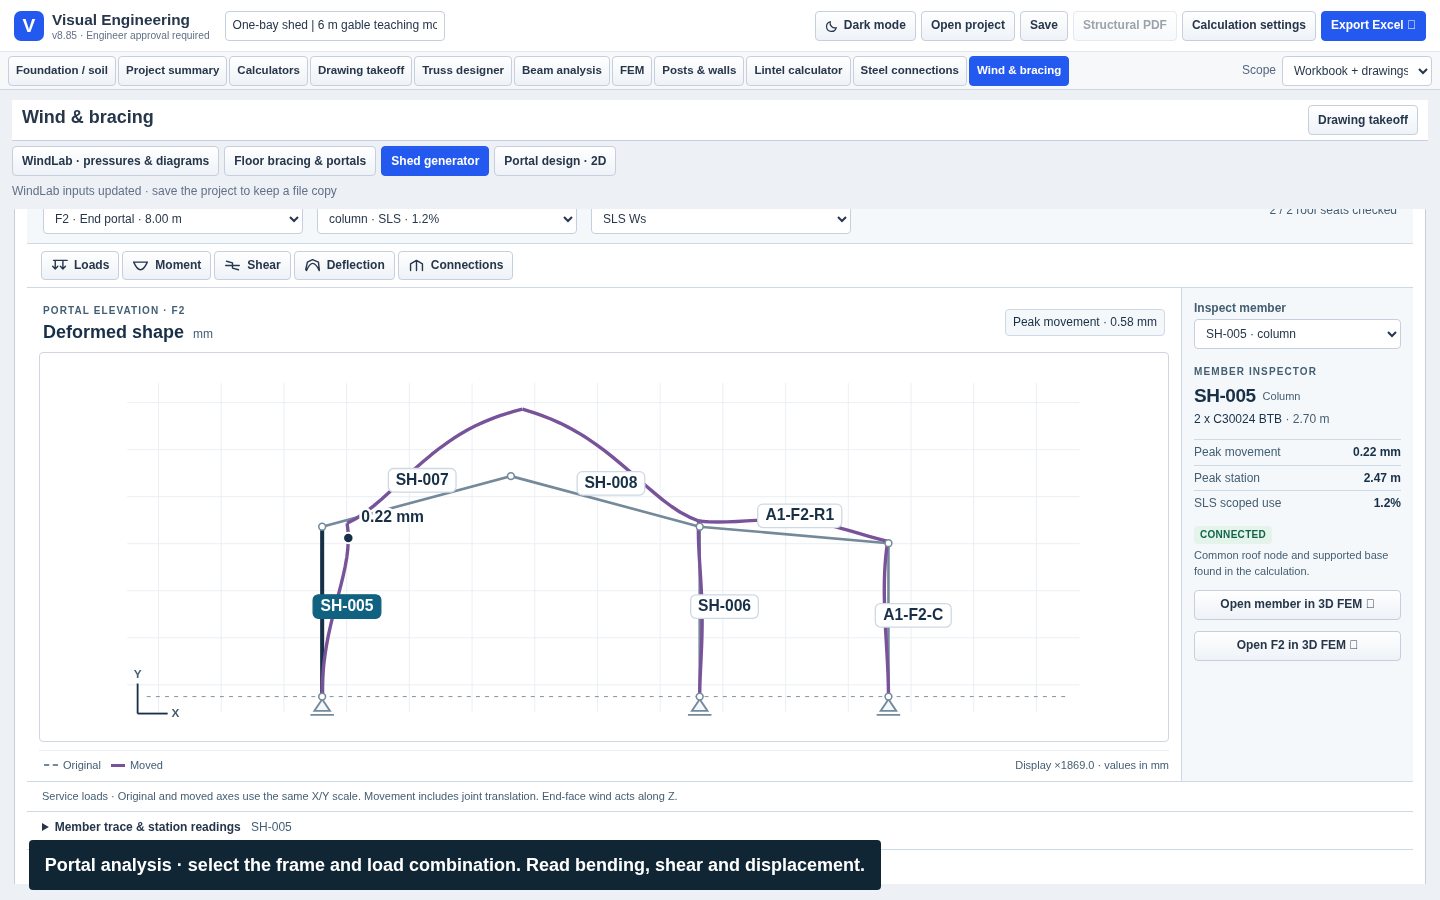 V Visual Engineering
v8.85 · Engineer approval required
One-bay shed | 6 m gable teaching mc
Dark mode
Open project
Save
Structural PDF
Calculation settings
Export Excel
Foundation / soil
Project summary
Calculators
Drawing takeoff
Truss designer
Beam analysis
FEM
Posts & walls
Lintel calculator
Steel connections
Wind & bracing
Scope
Workbook + drawings
Wind & bracing
Drawing takeoff
WindLab · pressures & diagrams
Floor bracing & portals
Shed generator
Portal design · 2D
WindLab inputs updated · save the project to keep a file copy
F2 · End portal · 8.00 m
column · SLS · 1.2%
SLS Ws
2 / 2 roof seats checked
Loads
Moment
Shear
Deflection
Connections
PORTAL ELEVATION · F2
Deformed shape mm
Peak movement · 0.58 mm
SH-007
SH-008
A1-F2-R1
0.22 mm
SH-005
SH-006
A1-F2-C
Y
X
Original
Moved
Display ×1869.0 · values in mm
Inspect member
SH-005 · column
MEMBER INSPECTOR
SH-005 Column
2 x C30024 BTB · 2.70 m
Peak movement 0.22 mm
Peak station 2.47 m
SLS scoped use 1.2%
CONNECTED
Common roof node and supported base
found in the calculation.
Open member in 3D FEM
Open F2 in 3D FEM
Service loads · Original and moved axes use the same X/Y scale. Movement includes joint translation. End-face wind acts along Z.
Member trace & station readings SH-005
Portal analysis · select the frame and load combination. Read bending, shear and displacement.